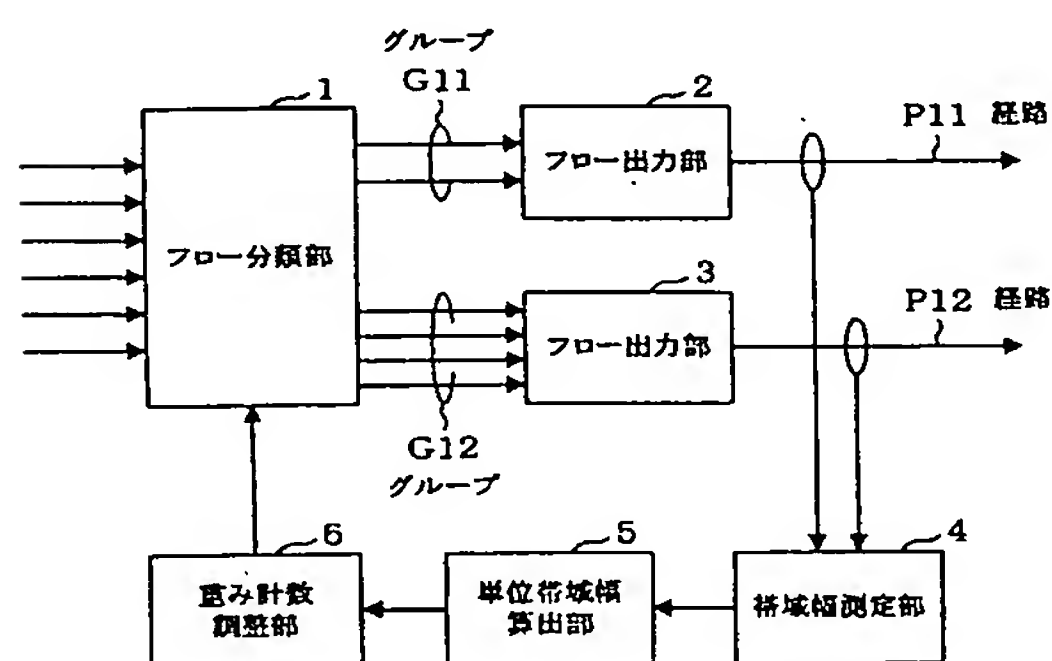 グループ
G11
1
2
P11 経路
フロー出力部
フロー分類部
3
P12 経路
フロー出力部
G12
グループ
6
5
4
重み計数
調整部
単位帯域幅
算出部
帯域幅測定部